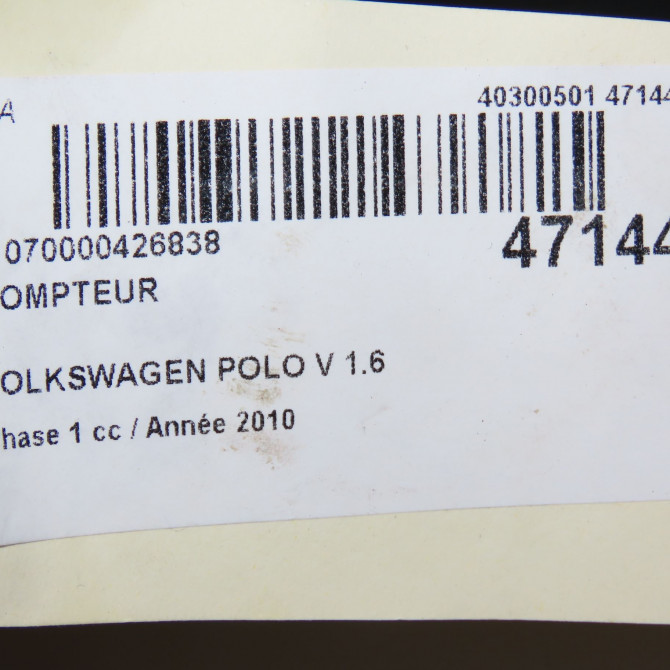 A
40300501 47144
070000426838
47144
OMPTEUR
OLKSWAGEN POLO V 1.6
hase 1 cc / Année 2010